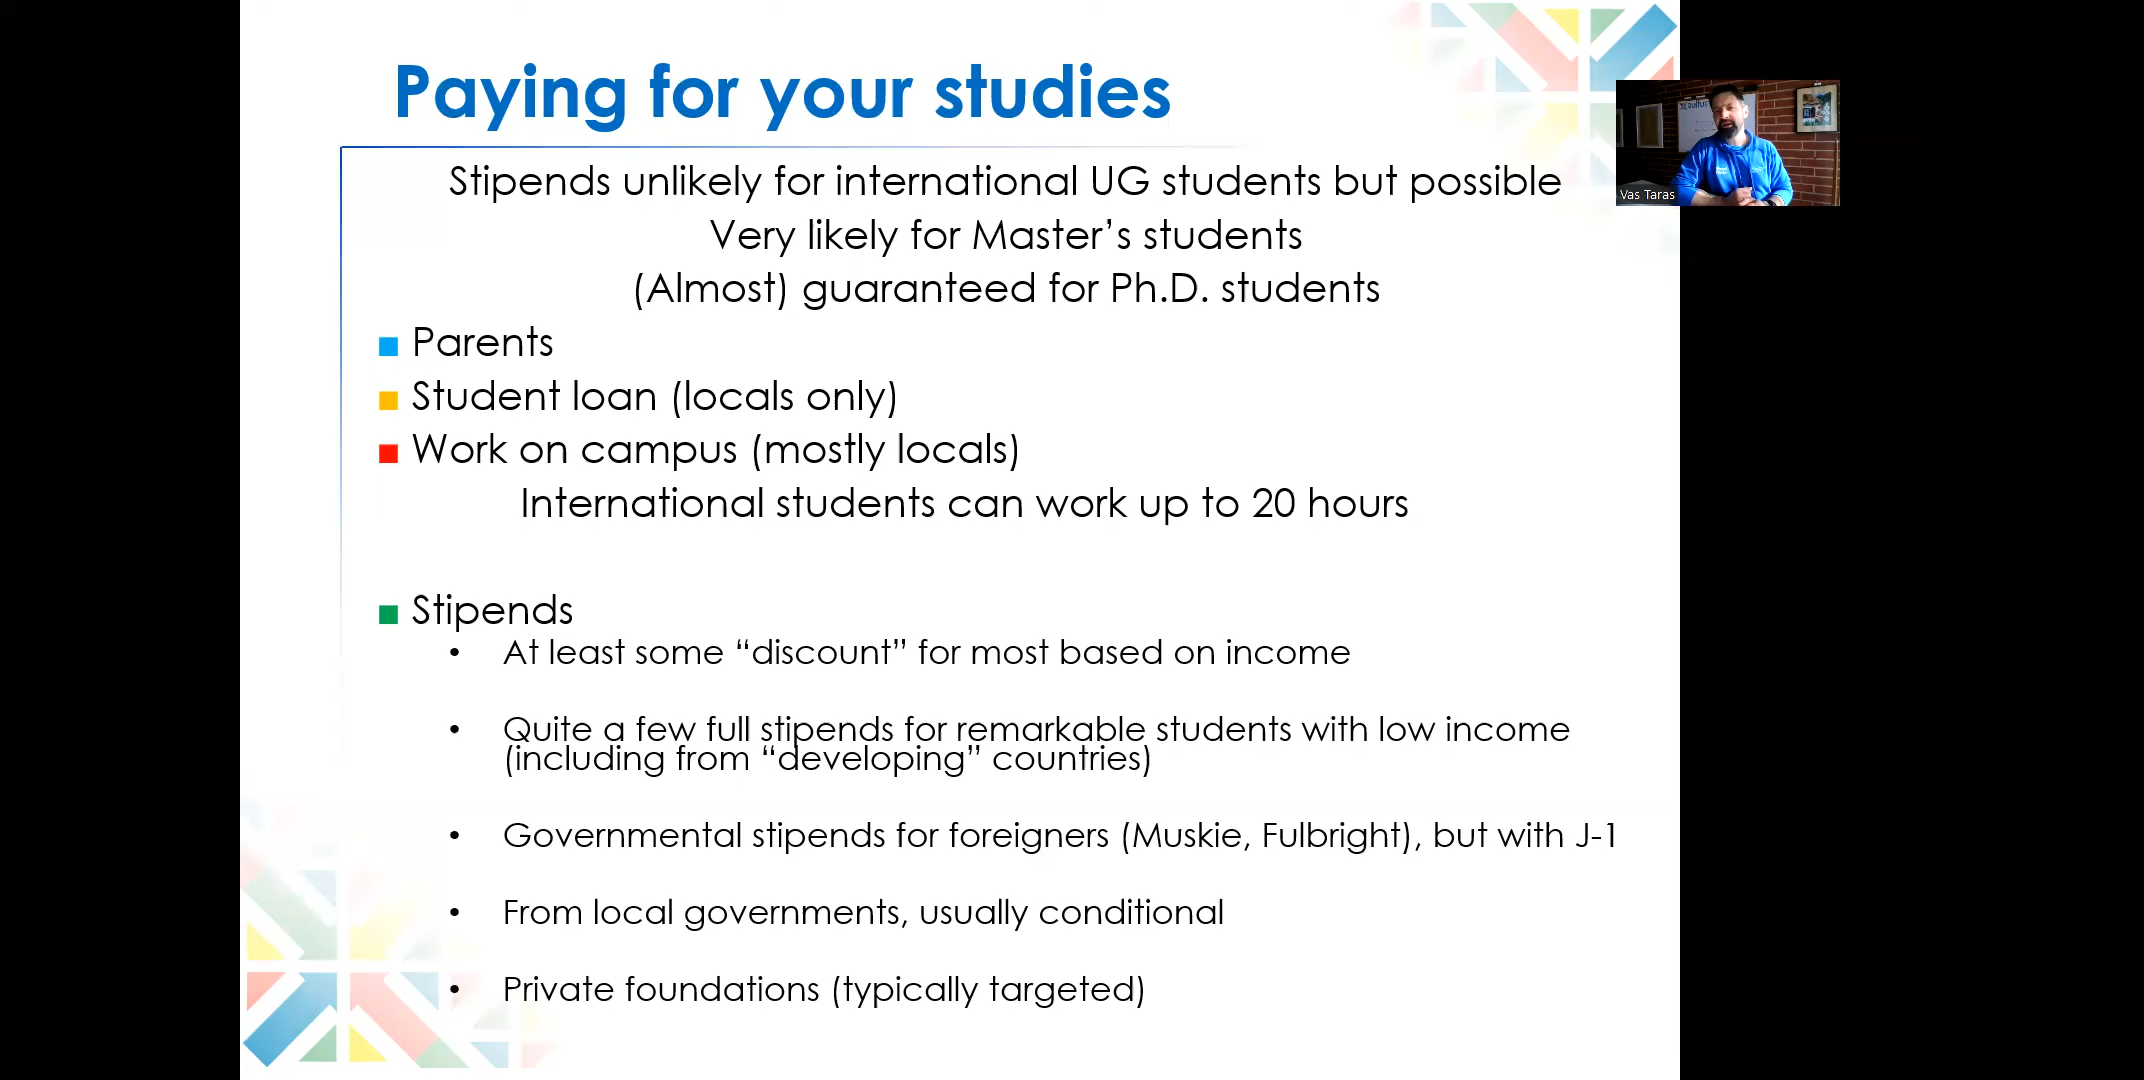 Paying for your studies
Stipends unlikely for international UG students but possible
Very likely for Master’s students
(Almost) guaranteed for Ph.D. students
Parents
Student loan (locals only)
Work on campus (mostly locals)
International students can work up to 20 hours
Stipends
At least some “discount” for most based on income
Quite a few full stipends for remarkable students with low income
(including from “developing” countries)
Governmental stipends for foreigners (Muskie, Fulbright), but with J-1
From local governments, usually conditional
Private foundations (typically targeted)
Vas Taras